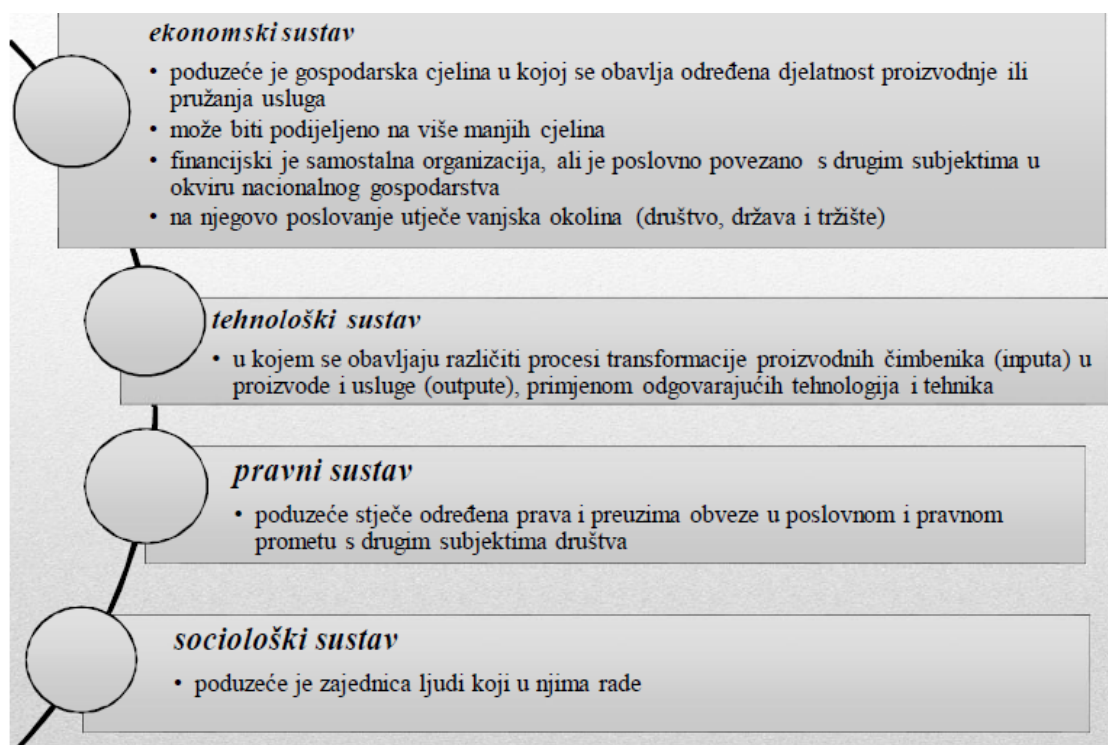 ekonomski sustav
• poduzeće je gospodarska cjelina u kojoj se obavlja određena djelatnost proizvodnje ili
pružanja usluga
• može biti podijeljeno na više manjih cjelina
• financijski je samostalna organizacija, ali je poslovno povezano s drugim subjektima u
okviru nacionalnog gospodarstva
• na njegovo poslovanje utječe vanjska okolina (društvo, država i tržište)
tehnološki sustav
• u kojem se obavljaju različiti procesi transformacije proizvodnih čimbenika (inputa) u
proizvode i usluge (outpute), primjenom odgovarajućih tehnologija i tehnika
pravni sustav
• poduzeće stječe određena prava i preuzima obveze u poslovnom i pravnom
prometu s drugim subjektima društva
sociološki sustav
• poduzeće je zajednica ljudi koji u njima rade